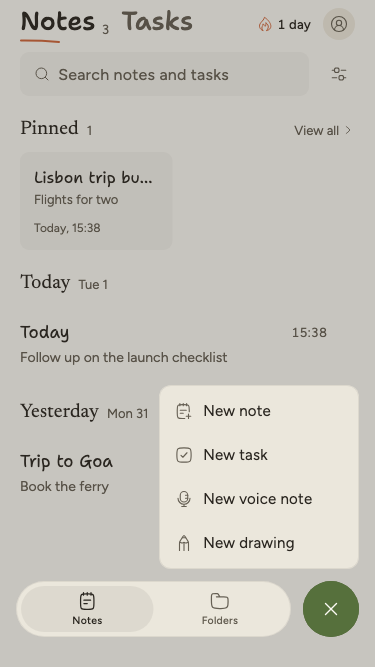 Notes 3 Tasks 1 day
Search notes and tasks
Pinned 1 View all
Lisbon trip bu...
Flights for two
Today, 15:38
Today Tue 1
Today 15:38
Follow up on the launch checklist
Yesterday Mon 31
Trip to Goa
Book the ferry
New note
New task
New voice note
New drawing
Notes Folders